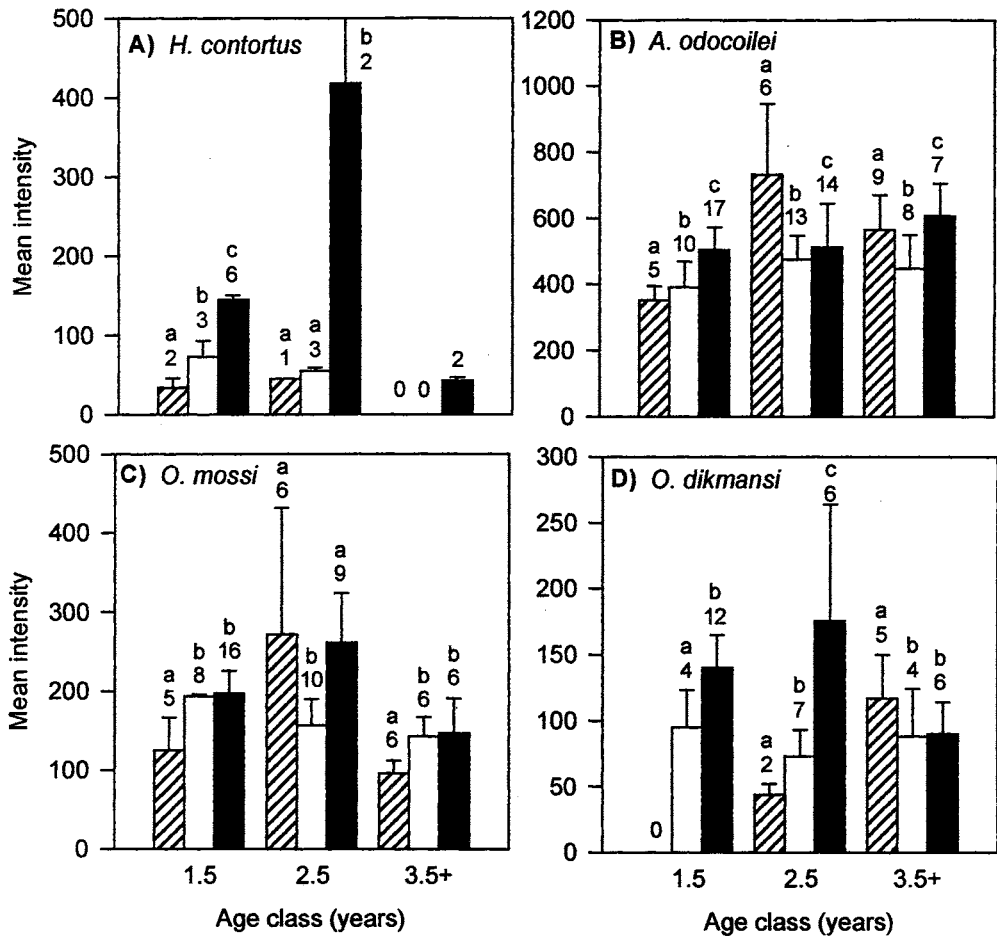 A) H. contortus
Mean intensity
500
400
300
200
100
0
a
2
b
3
c
6
a
1
a
3
b
2
0
0
2
B) A. odocoilei
1200
1000
800
600
400
200
0
a
5
b
10
c
17
a
6
b
13
c
14
a
9
b
8
c
7
C) O. mossi
Mean intensity
500
400
300
200
100
0
a
5
b
8
b
16
a
6
b
10
a
9
a
6
b
6
b
6
1.5
2.5
3.5+
Age class (years)
D) O. dikmansi
300
250
200
150
100
50
0
0
a
4
b
12
a
2
b
7
c
6
a
5
b
4
b
6
1.5
2.5
3.5+
Age class (years)